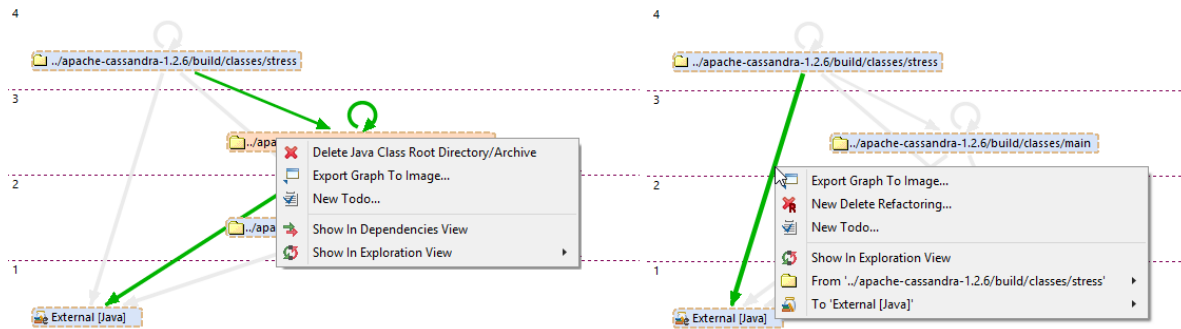 4
../apache-cassandra-1.2.6/build/classes/stress
3
../apa
Delete Java Class Root Directory/Archive
Export Graph To Image...
2
New Todo...
../apa
Show In Dependencies View
Show In Exploration View
1
External [Java]
4
../apache-cassandra-1.2.6/build/classes/stress
3
../apache-cassandra-1.2.6/build/classes/main
2
Export Graph To Image...
New Delete Refactoring...
New Todo...
Show In Exploration View
1
From '../apache-cassandra-1.2.6/build/classes/stress'
To 'External [Java]'
External [Java]